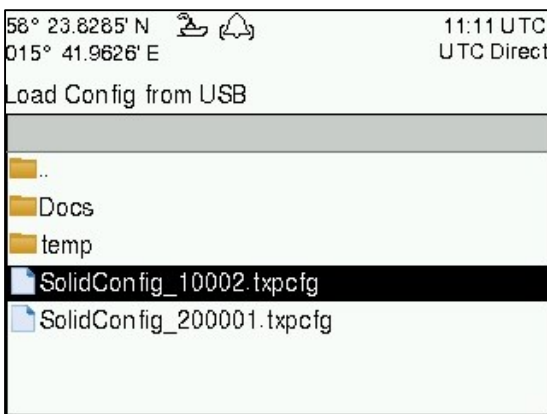 58° 23.8285' N 11:11 UTC
015° 41.9626' E UTC Direct
Load Config from USB
..
Docs
temp
SolidConfig_10002.txpcfg
SolidConfig_200001.txpcfg